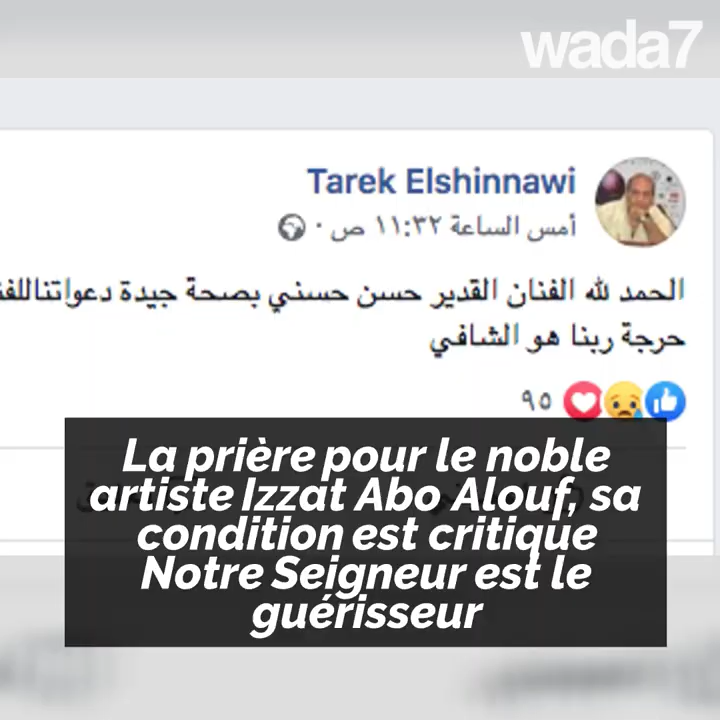 wada7
Tarek Elshinnawi
أمس الساعة ١١:٣٢ ص ·
الحمد لله الفنان القدير حسن حسني بصحة جيدة دعواتنا
حرجة ربنا هو الشافي
٩٥
La prière pour le noble
artiste Izzat Abo Alouf, sa
condition est critique
Notre Seigneur est le
guérisseur